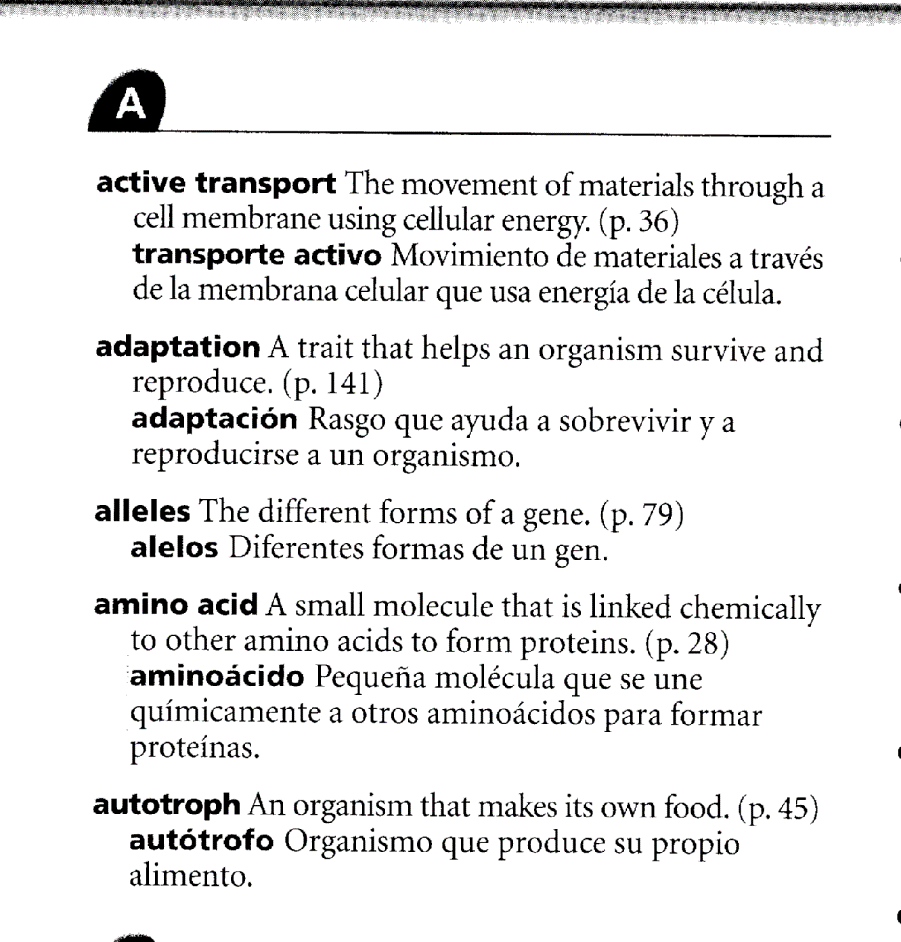 A
active transport The movement of materials through a
cell membrane using cellular energy. (p. 36)
transporte activo Movimiento de materiales a través
de la membrana celular que usa energía de la célula.
adaptation A trait that helps an organism survive and
reproduce. (p. 141)
adaptación Rasgo que ayuda a sobrevivir y a
reproducirse a un organismo.
alleles The different forms of a gene. (p. 79)
alelos Diferentes formas de un gen.
amino acid A small molecule that is linked chemically
to other amino acids to form proteins. (p. 28)
aminoácido Pequeña molécula que se une
químicamente a otros aminoácidos para formar
proteínas.
autotroph An organism that makes its own food. (p. 45)
autótrofo Organismo que produce su propio
alimento.